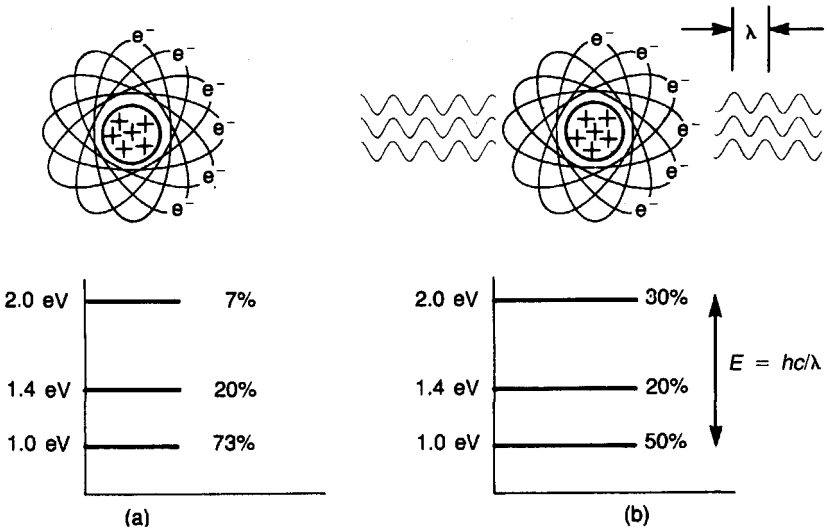 e⁻
e⁻
e⁻
e⁻
e⁻
e⁻
+ + + + + +
e⁻
e⁻
e⁻
e⁻
e⁻
e⁻
+ + + + + +
λ
2.0 eV 7%
1.4 eV 20%
1.0 eV 73%
(a)
2.0 eV 30%
1.4 eV 20%
1.0 eV 50%
E = hc/λ
(b)